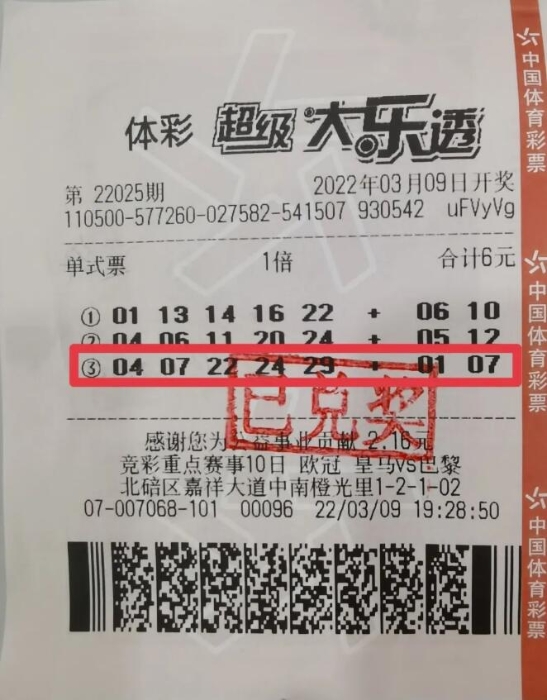 体彩 超级大乐透
第 22025期 2022年03月09日开奖
110500-577260-027582-541507 930542 uFVyVg
单式票 1倍 合计6元
① 01 13 14 16 22 + 06 10
② 04 06 11 20 24 + 05 12
③ 04 07 22 24 29 + 01 07
已兑奖
感谢您为公益事业贡献 2.16元
竞彩重点赛事10日 欧冠 皇马vs巴黎
北碚区嘉祥大道中南橙光里1-2-1-02
07-007068-101 00096 22/03/09 19:28:50
中国体育彩票
中国体育彩票
中国体育彩票